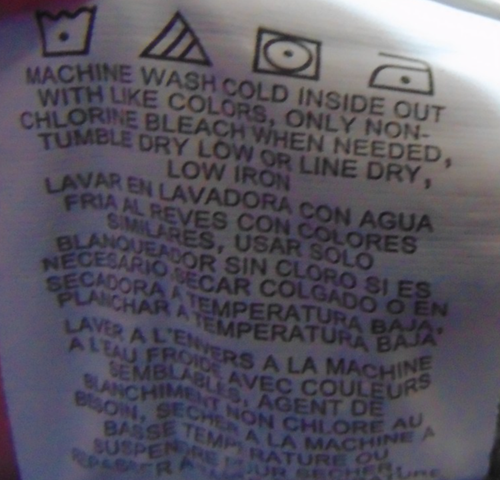 MACHINE WASH COLD INSIDE OUT
WITH LIKE COLORS, ONLY NON-
CHLORINE BLEACH WHEN NEEDED,
TUMBLE DRY LOW OR LINE DRY,
LOW IRON
LAVAR EN LAVADORA CON AGUA
FRIA AL REVES CON COLORES
SIMILARES, USAR SOLO
BLANQUEADOR SIN CLORO SI ES
NECESARIO SECAR COLGADO O EN
SECADORA A TEMPERATURA BAJA,
PLANCHAR A TEMPERATURA BAJA
LAVER A L'ENVERS A LA MACHINE
A L'EAU FROIDE AVEC COULEURS
SEMBLABLES, AGENT DE
BLANCHIMENT NON CHLORE AU
BESOIN, SECHER A LA MACHINE A
BASSE TEMPERATURE OU
SUSPENDRE POUR SECHER,